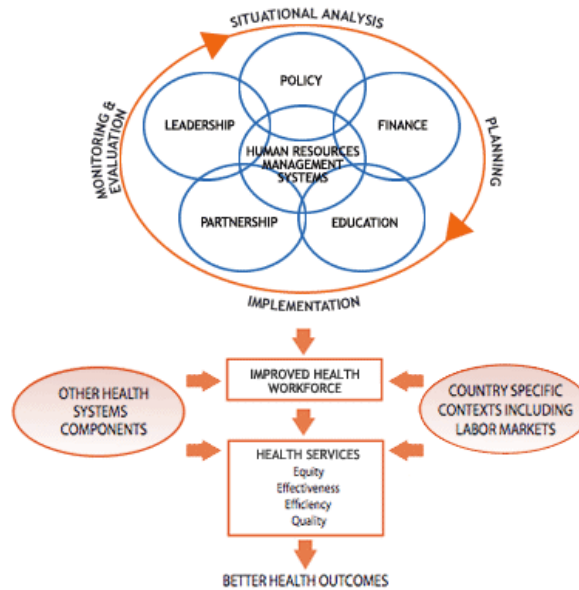 SITUATIONAL ANALYSIS
POLICY
LEADERSHIP
FINANCE
MONITORING &
EVALUATION
PLANNING
HUMAN RESOURCES
MANAGEMENT
SYSTEMS
PARTNERSHIP
EDUCATION
IMPLEMENTATION
IMPROVED HEALTH
WORKFORCE
OTHER HEALTH
SYSTEMS
COMPONENTS
COUNTRY SPECIFIC
CONTEXTS INCLUDING
LABOR MARKETS
HEALTH SERVICES
Equity
Effectiveness
Efficiency
Quality
BETTER HEALTH OUTCOMES